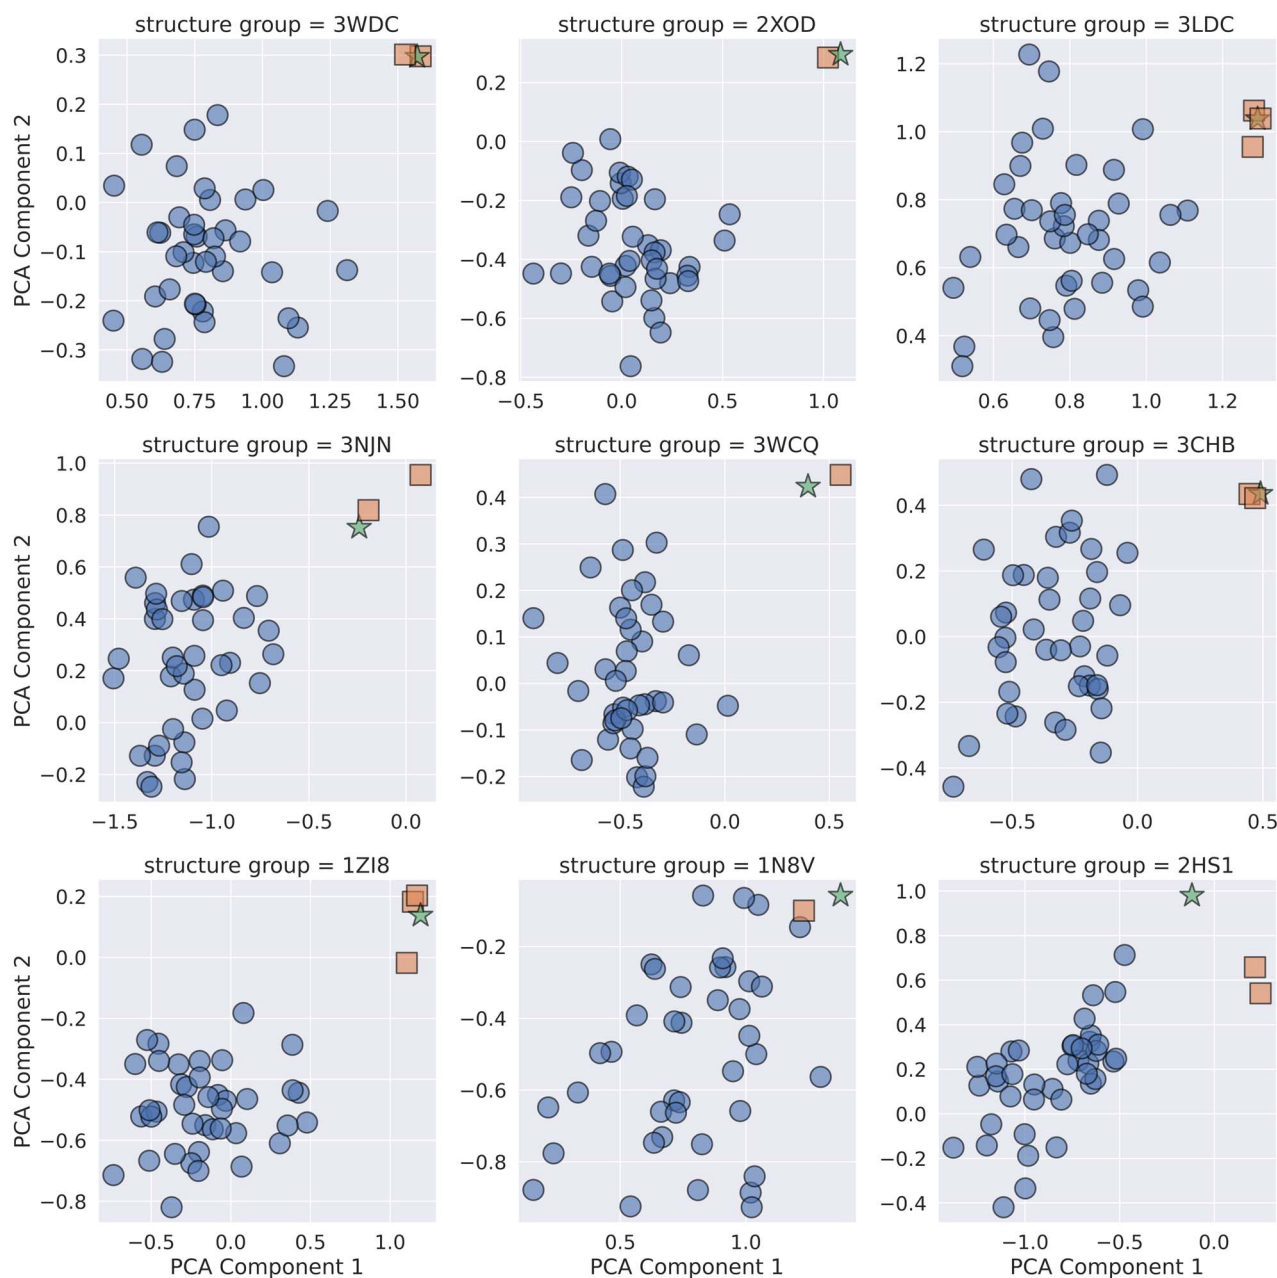 structure group = 3WDC
structure group = 2XOD
structure group = 3LDC
PCA Component 2
0.3
0.2
0.1
0.0
−0.1
−0.2
−0.3
0.50 0.75 1.00 1.25 1.50
0.2
0.0
−0.2
−0.4
−0.6
−0.8
−0.5 0.0 0.5 1.0
1.2
1.0
0.8
0.6
0.4
0.6 0.8 1.0 1.2
structure group = 3NJN
structure group = 3WCQ
structure group = 3CHB
PCA Component 2
1.0
0.8
0.6
0.4
0.2
0.0
−0.2
−1.5 −1.0 −0.5 0.0
0.4
0.3
0.2
0.1
0.0
−0.1
−0.2
−0.5 0.0 0.5
0.4
0.2
0.0
−0.2
−0.4
−0.5 0.0 0.5
structure group = 1ZI8
structure group = 1N8V
structure group = 2HS1
PCA Component 2
0.2
0.0
−0.2
−0.4
−0.6
−0.8
−0.5 0.0 0.5 1.0
PCA Component 1
−0.2
−0.4
−0.6
−0.8
0.5 1.0
PCA Component 1
1.0
0.8
0.6
0.4
0.2
0.0
−0.2
−0.4
−1.0 −0.5 0.0
PCA Component 1